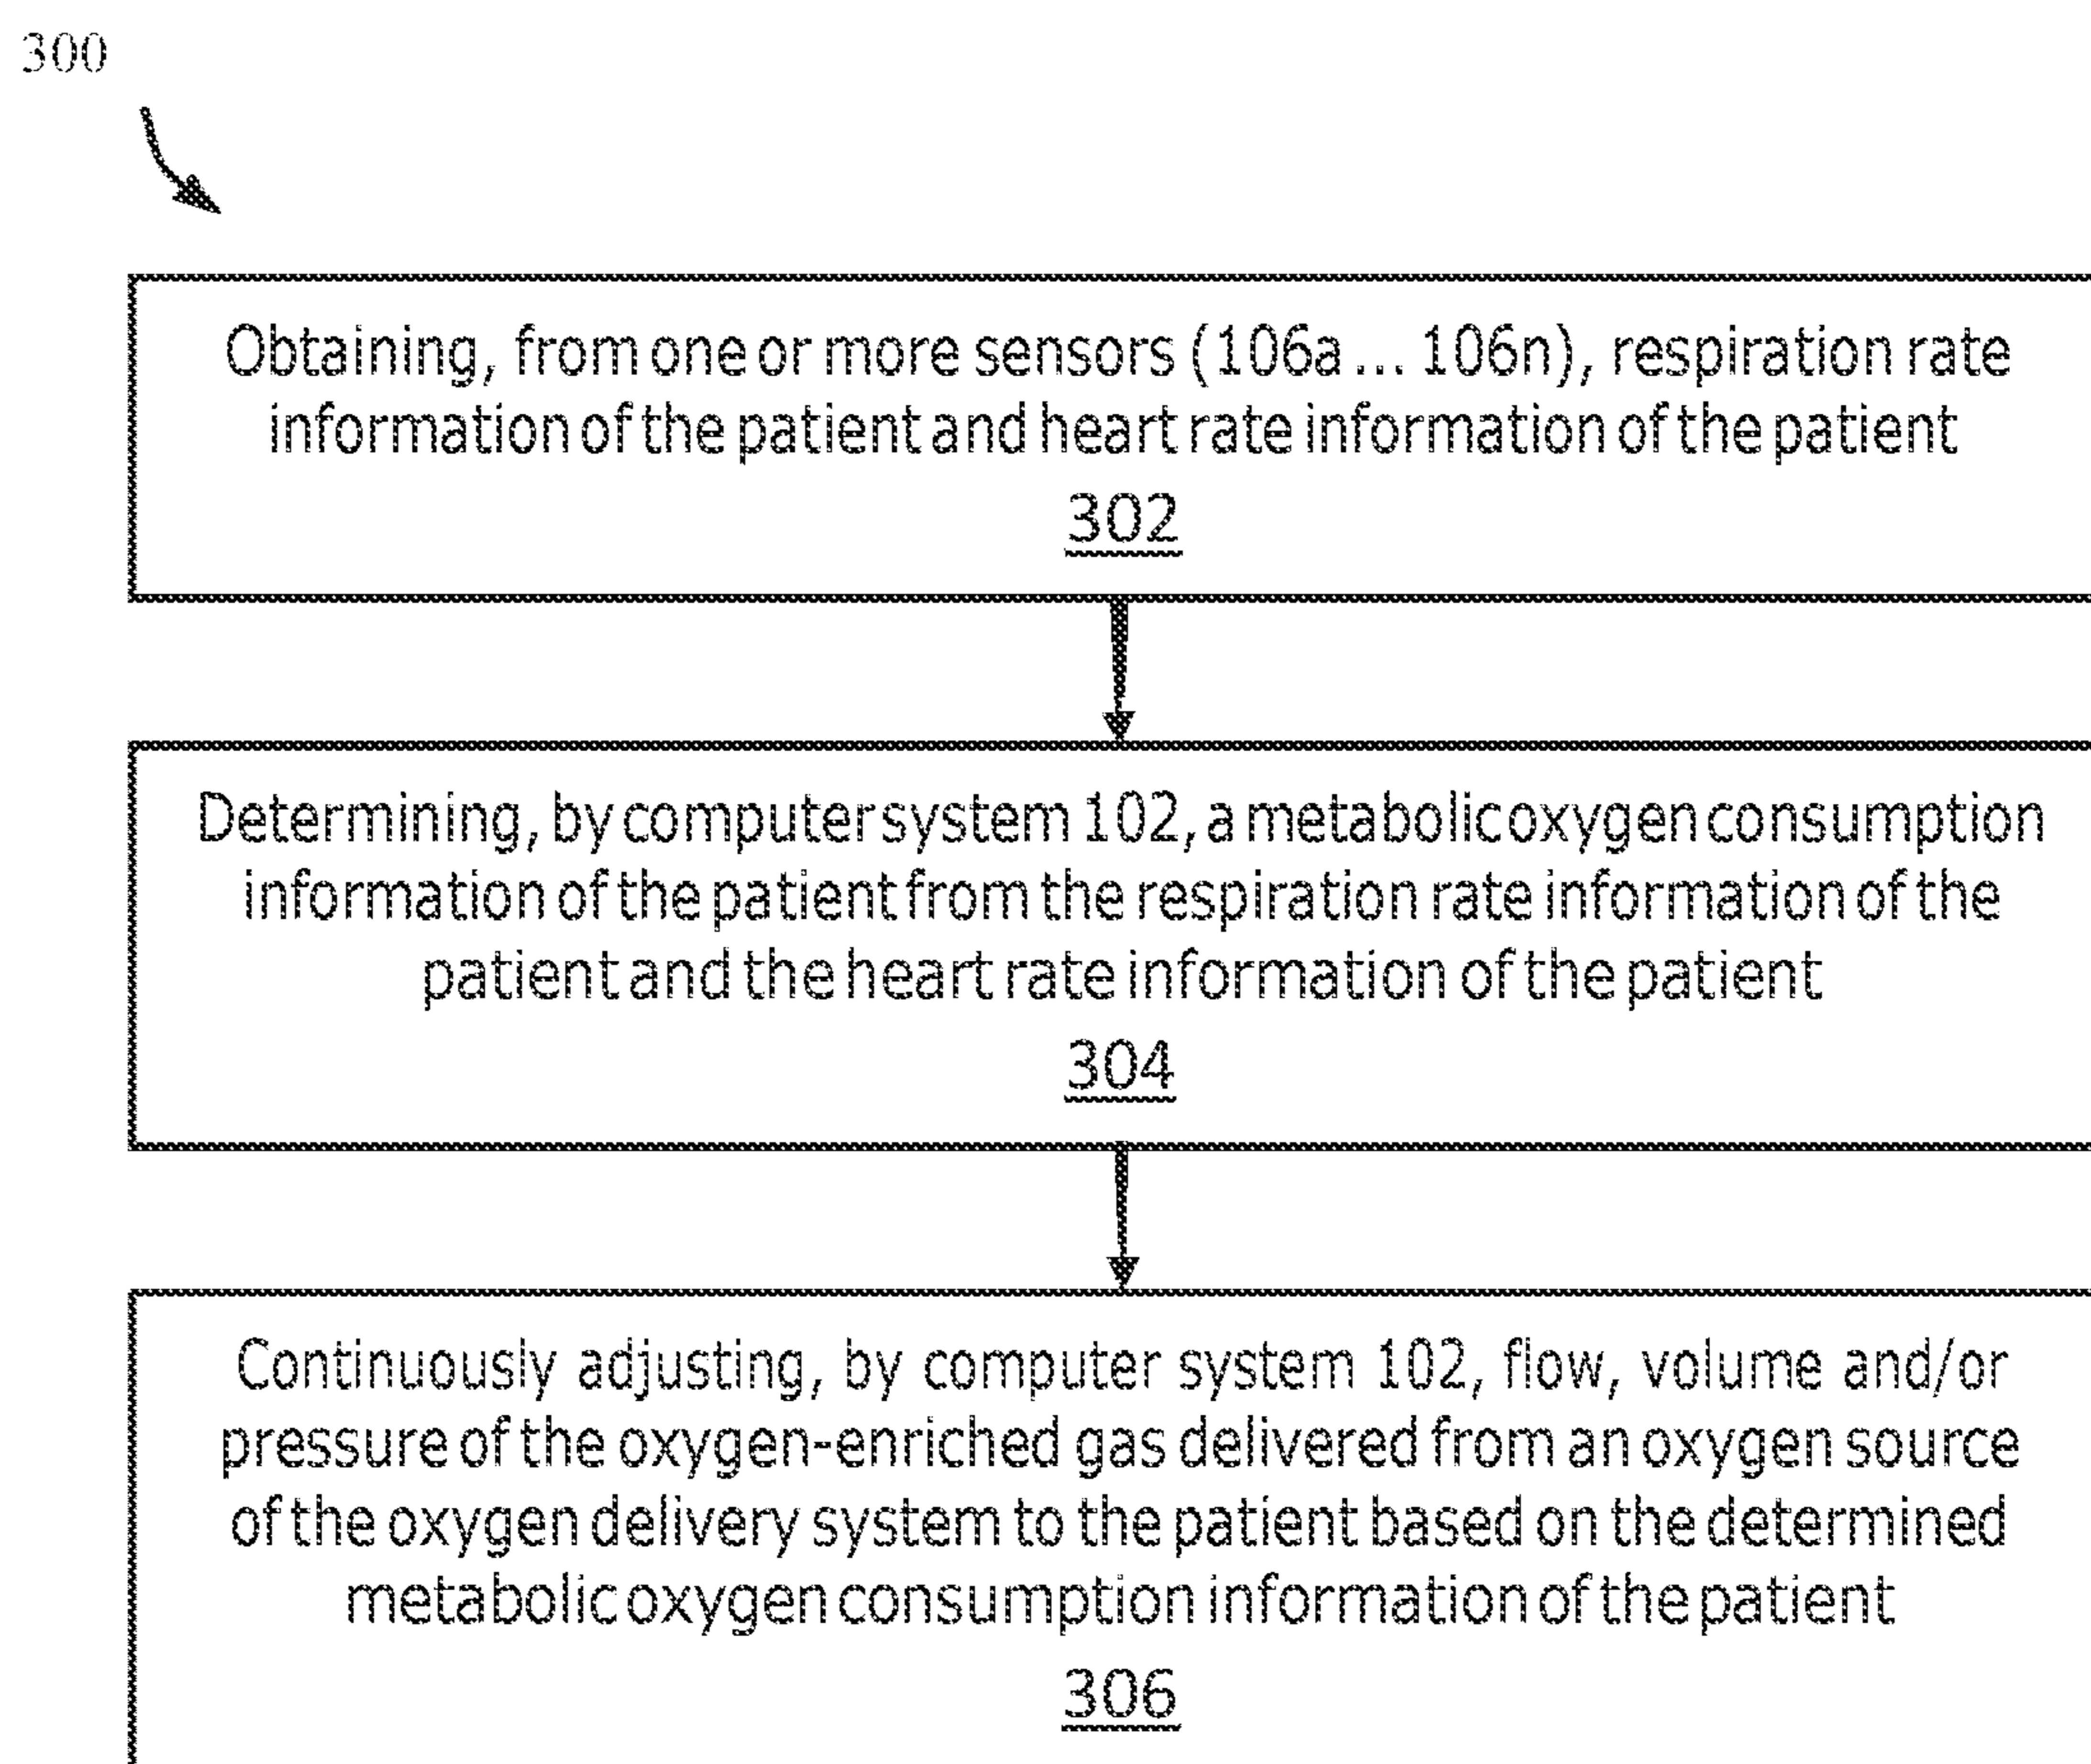 300
Obtaining, from one or more sensors (106a ... 106n), respiration rate
information of the patient and heart rate information of the patient
302
Determining, by computer system 102, a metabolic oxygen consumption
information of the patient from the respiration rate information of the
patient and the heart rate information of the patient
304
Continuously adjusting, by computer system 102, flow, volume and/or
pressure of the oxygen-enriched gas delivered from an oxygen source
of the oxygen delivery system to the patient based on the determined
metabolic oxygen consumption information of the patient
306